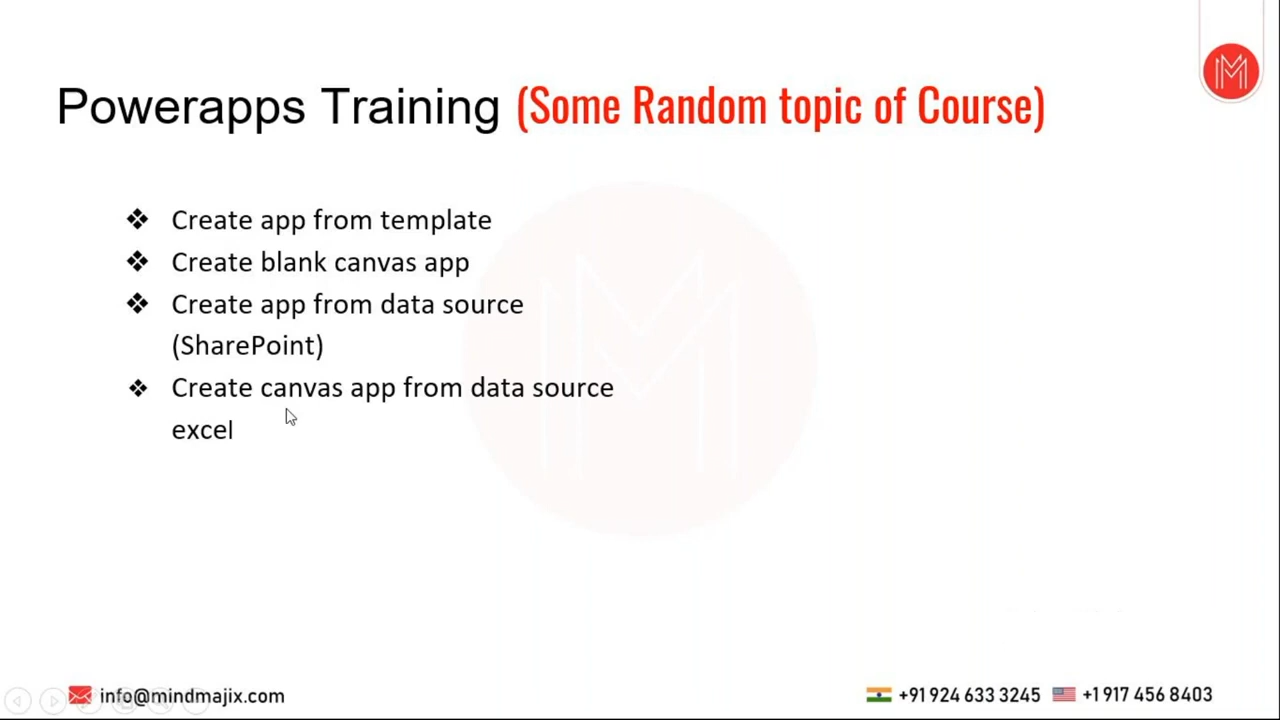 Powerapps Training (Some Random topic of Course)
❖ Create app from template
❖ Create blank canvas app
❖ Create app from data source
(SharePoint)
❖ Create canvas app from data source
excel
info@mindmajix.com
+91 924 633 3245 +1 917 456 8403